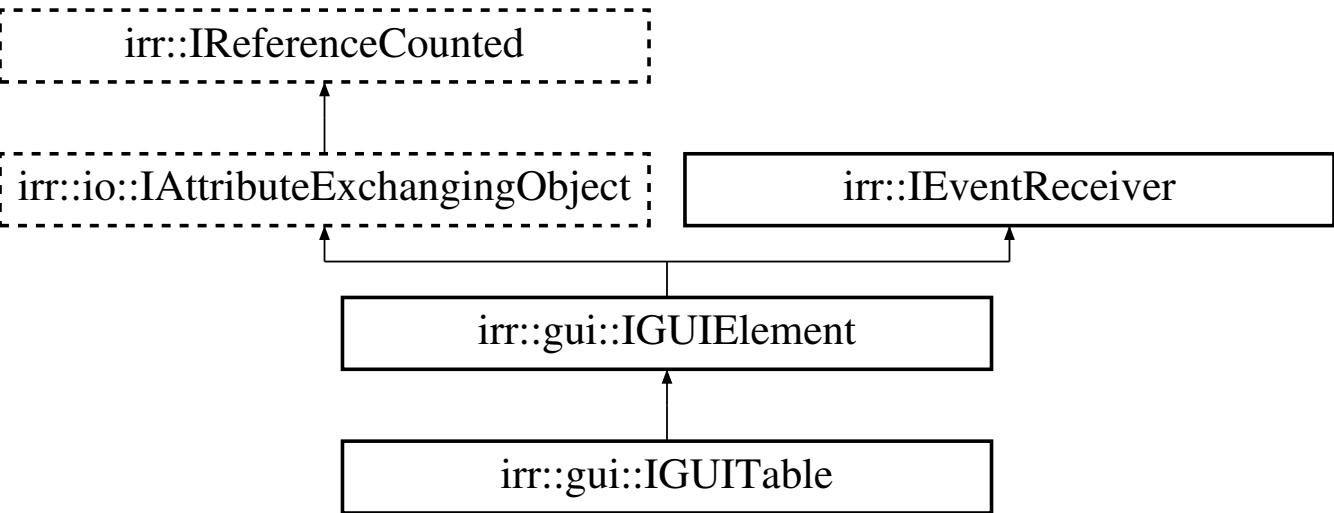 irr::IReferenceCounted
irr::io::IAttributeExchangingObject
irr::IEventReceiver
irr::gui::IGUIElement
irr::gui::IGUITable